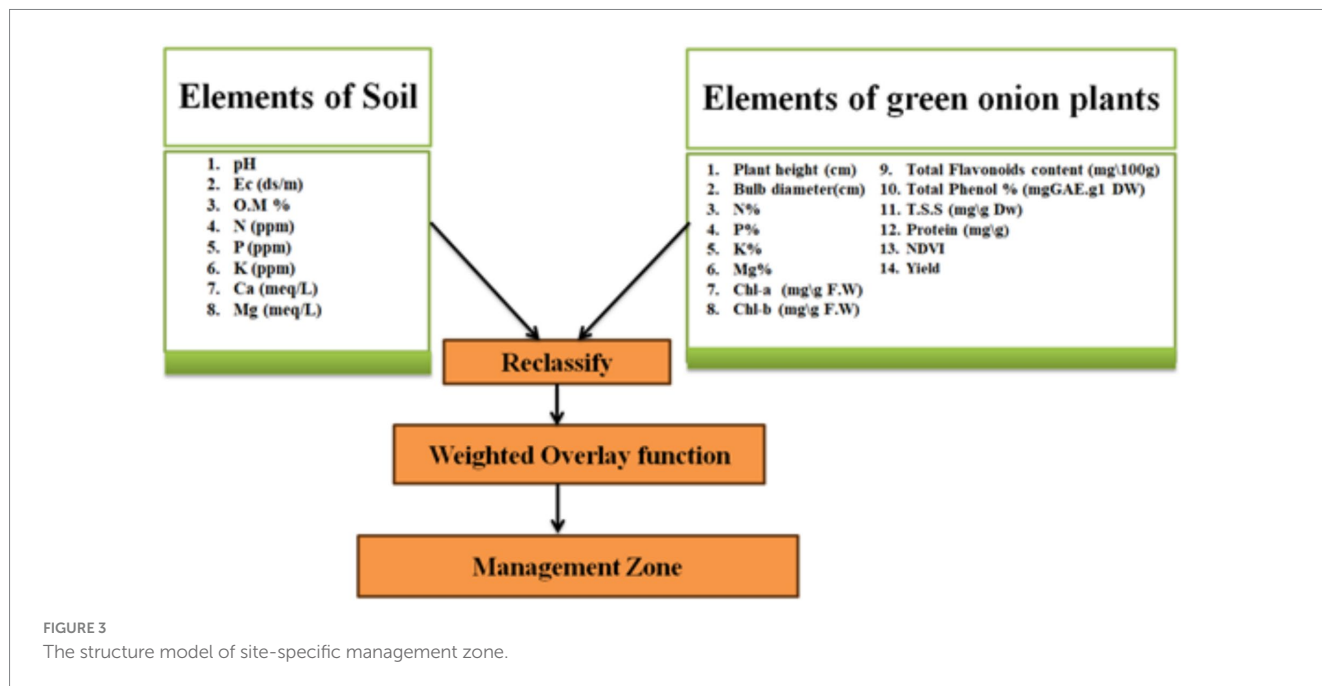 Elements of Soil
1. pH
2. Ec (ds/m)
3. O.M %
4. N (ppm)
5. P (ppm)
6. K (ppm)
7. Ca (meq/L)
8. Mg (meq/L)
Elements of green onion plants
1. Plant height (cm)
2. Bulb diameter(cm)
3. N%
4. P%
5. K%
6. Mg%
7. Chl-a (mg\g F.W)
8. Chl-b (mg\g F.W)
9. Total Flavonoids content (mg\100g)
10. Total Phenol % (mgGAE.g1 DW)
11. T.S.S (mg\g Dw)
12. Protein (mg\g)
13. NDVI
14. Yield
Reclassify
Weighted Overlay function
Management Zone
FIGURE 3
The structure model of site-specific management zone.